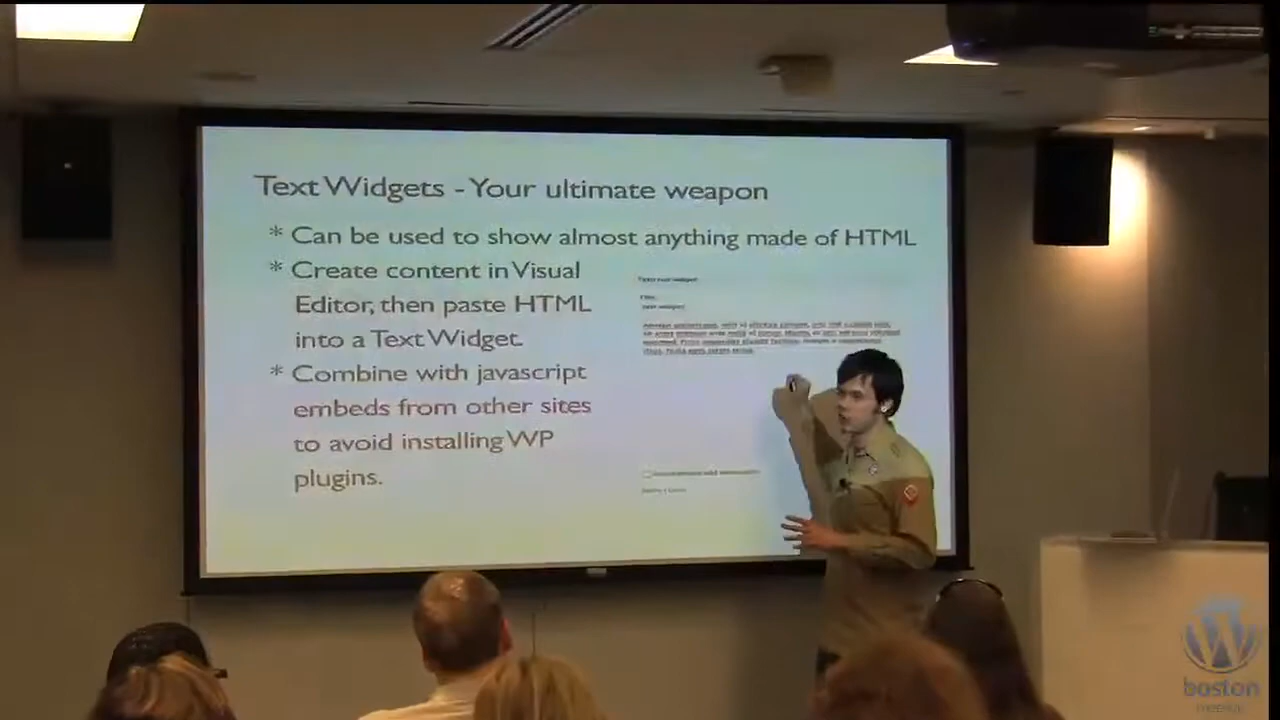 Text Widgets - Your ultimate weapon
* Can be used to show almost anything made of HTML
* Create content in Visual
Editor, then paste HTML
into a Text Widget.
* Combine with javascript
embeds from other sites
to avoid installing WP
plugins.
boston